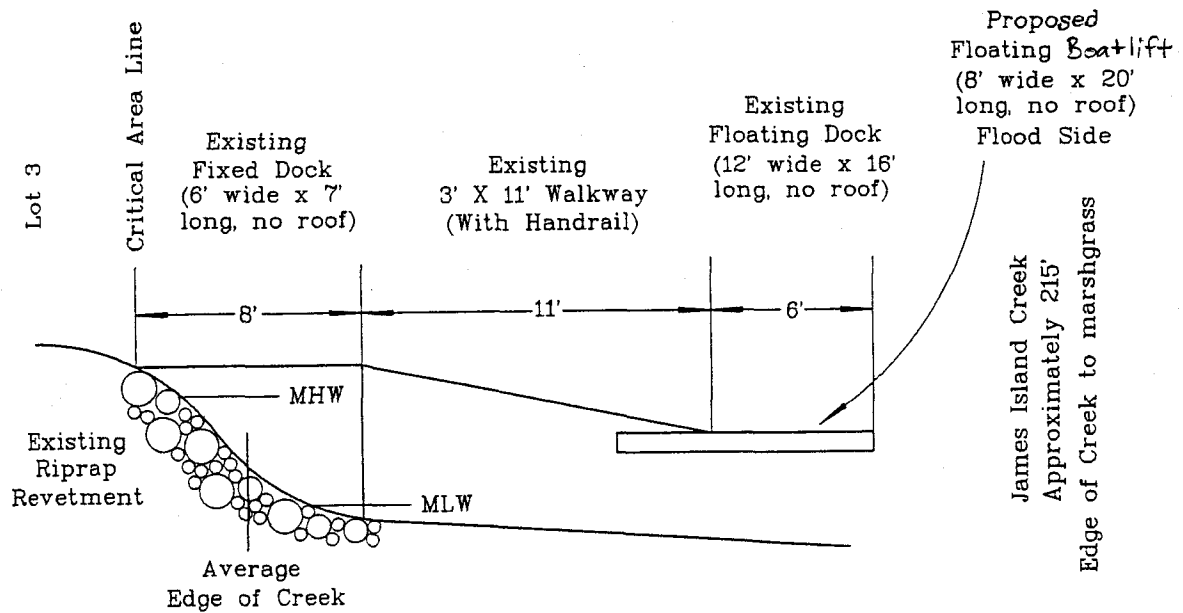 Lot 3
Critical Area Line
Existing
Fixed Dock
(6' wide x 7'
long, no roof)
Existing
3' X 11' Walkway
(With Handrail)
Existing
Floating Dock
(12' wide x 16'
long, no roof)
Proposed
Floating Boatlift
(8' wide x 20'
long, no roof)
Flood Side
8'
11'
6'
MHW
Existing
Riprap
Revetment
MLW
Average
Edge of Creek
James Island Creek
Approximately 215'
Edge of Creek to marshgrass